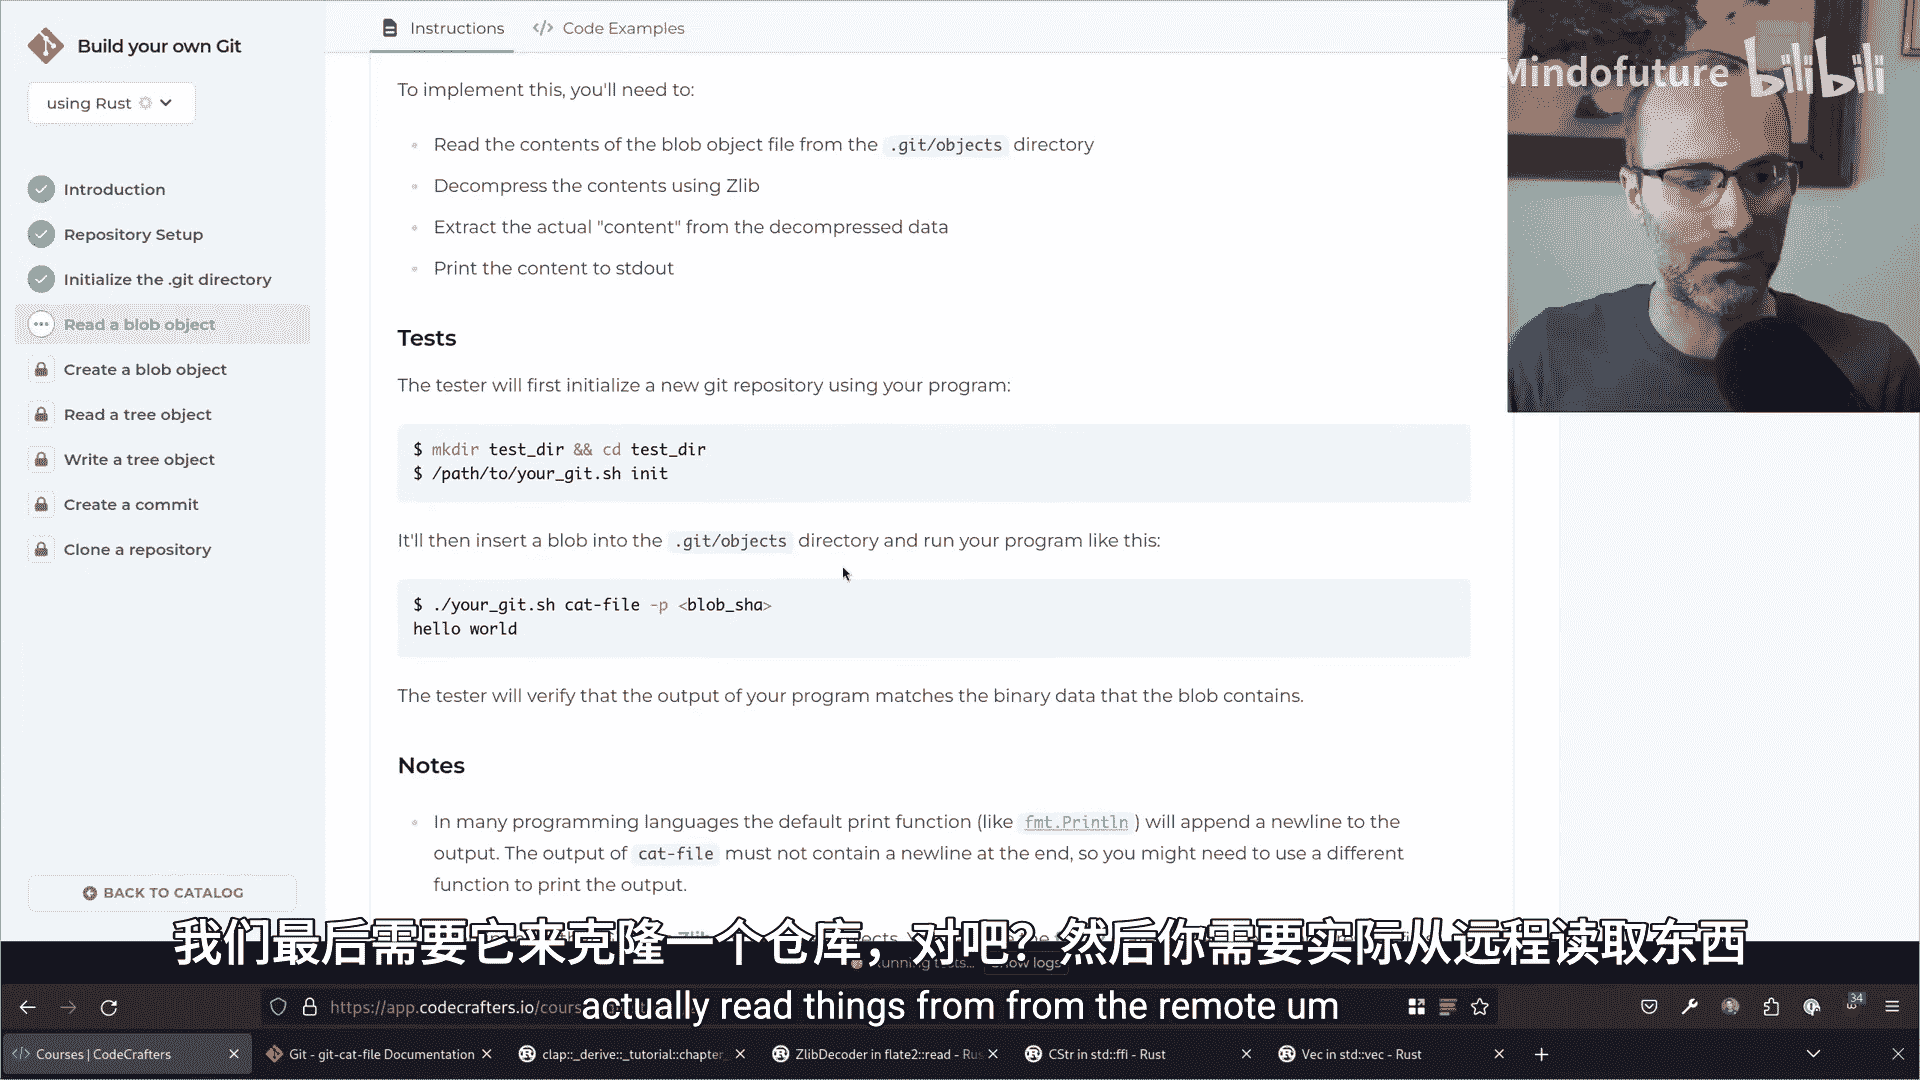 Build your own Git
using Rust
Introduction
Repository Setup
Initialize the .git directory
Read a blob object
Create a blob object
Read a tree object
Write a tree object
Create a commit
Clone a repository
BACK TO CATALOG
Instructions
Code Examples
To implement this, you'll need to:
Read the contents of the blob object file from the .git/objects directory
Decompress the contents using Zlib
Extract the actual "content" from the decompressed data
Print the content to stdout
Tests
The tester will first initialize a new git repository using your program:
$ mkdir test_dir && cd test_dir
$ /path/to/your_git.sh init
It'll then insert a blob into the .git/objects directory and run your program like this:
$ ./your_git.sh cat-file -p <blob_sha>
hello world
The tester will verify that the output of your program matches the binary data that the blob contains.
Notes
In many programming languages the default print function (like fmt.Println ) will append a newline to the
output. The output of cat-file must not contain a newline at the end, so you might need to use a different
function to print the output.
Mindofuture bilibili
我们最后需要它来克隆一个仓库，对吧？然后你需要实际从远程读取东西
Running tests... Show logs
https://app.codecrafters.io/cours
actually read things from from the remote um
34
Courses | CodeCrafters
Git - git-cat-file Documentation
clap::_derive::_tutorial::chapter_
ZlibDecoder in flate2::read - Rus
CStr in std::ffi - Rust
Vec in std::vec - Rust